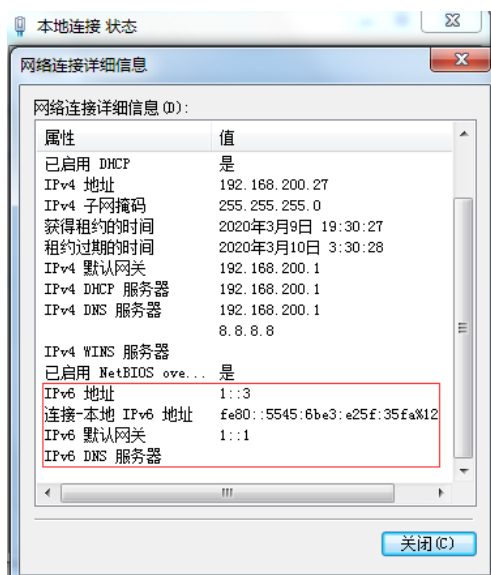 本地连接 状态
网络连接详细信息
网络连接详细信息(D):
属性 值
已启用 DHCP 是
IPv4 地址 192.168.200.27
IPv4 子网掩码 255.255.255.0
获得租约的时间 2020年3月9日 19:30:27
租约过期的时间 2020年3月10日 3:30:28
IPv4 默认网关 192.168.200.1
IPv4 DHCP 服务器 192.168.200.1
IPv4 DNS 服务器 192.168.200.1
8.8.8.8
IPv4 WINS 服务器
已启用 NetBIOS ove... 是
IPv6 地址 1::3
连接-本地 IPv6 地址 fe80::5545:6be3:e25f:35fa%12
IPv6 默认网关 1::1
IPv6 DNS 服务器
关闭(C)